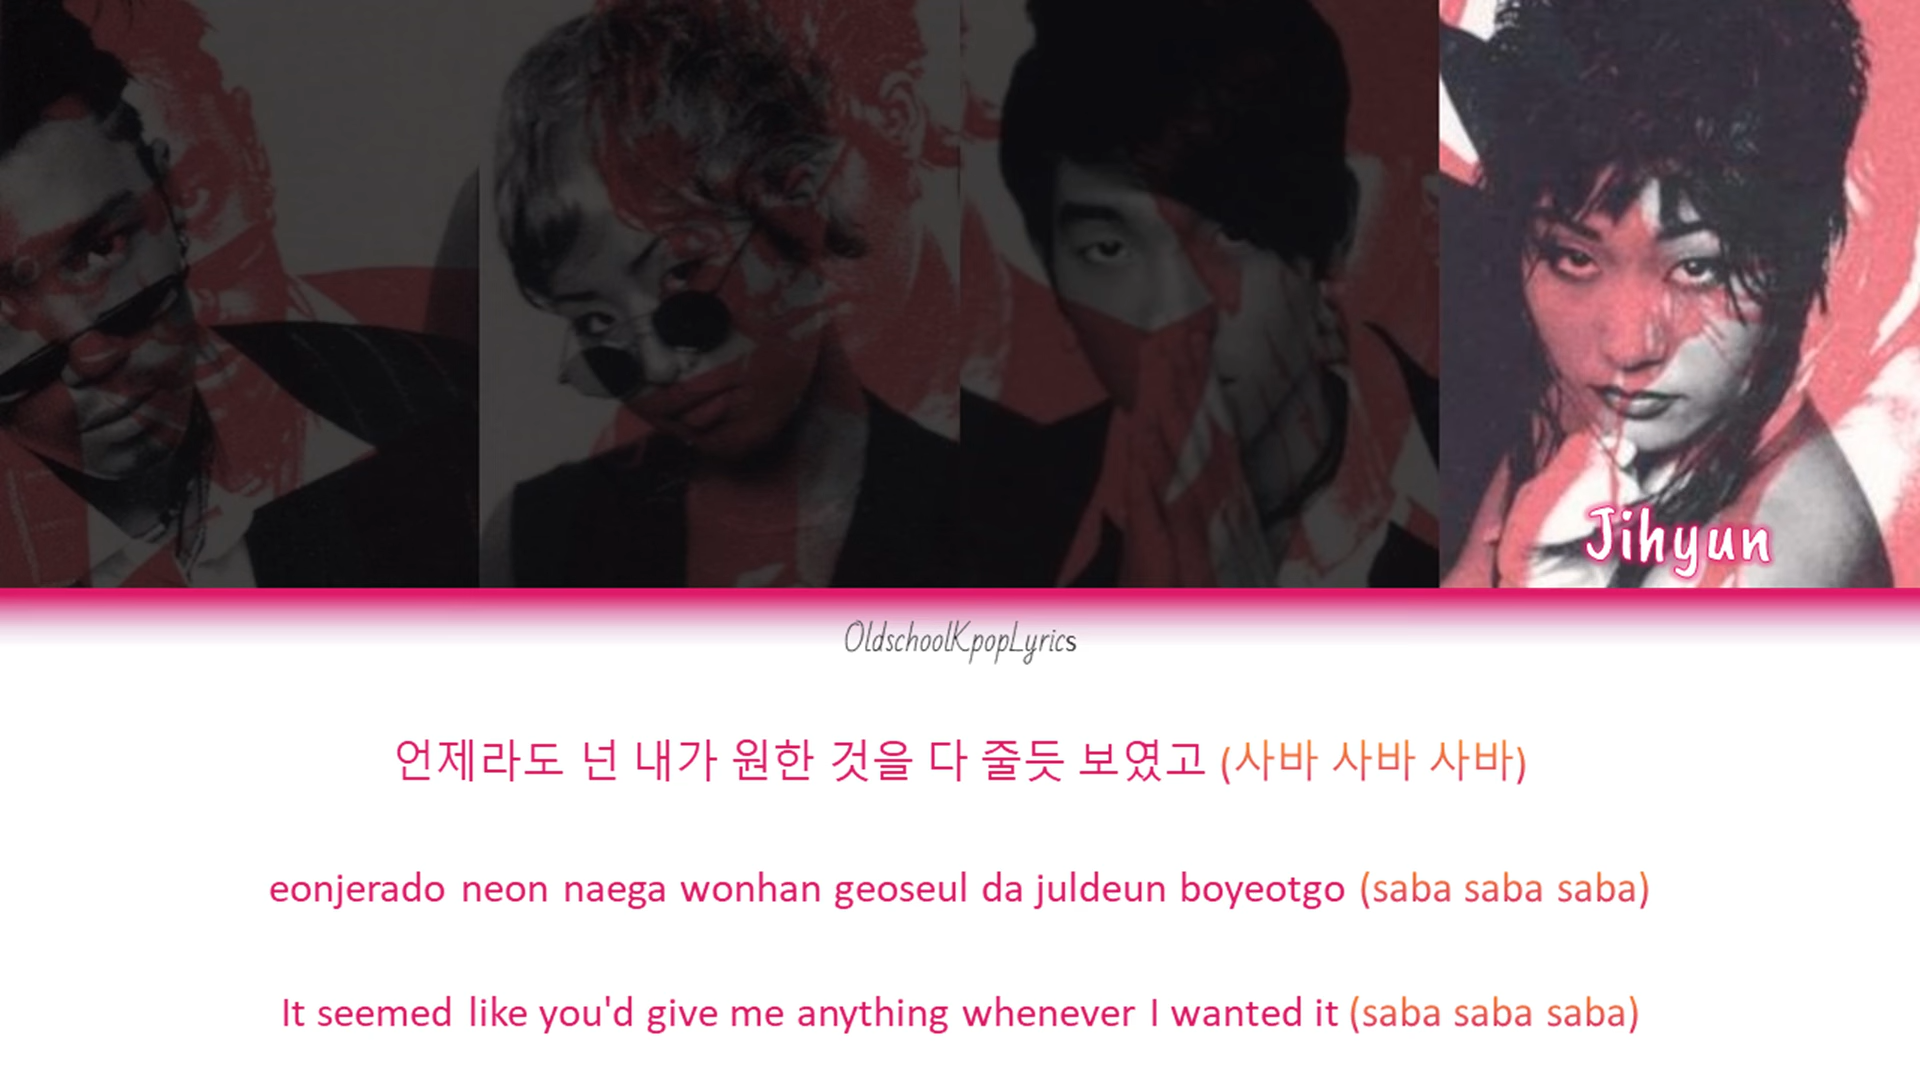 Jihyun
OldschoolKpopLyrics
언제라도 넌 내가 원한 것을 다 줄듯 보였고 (사바 사바 사바)
eonjerado neon naega wonhan geoseul da juldeun boyeotgo (saba saba saba)
It seemed like you'd give me anything whenever I wanted it (saba saba saba)